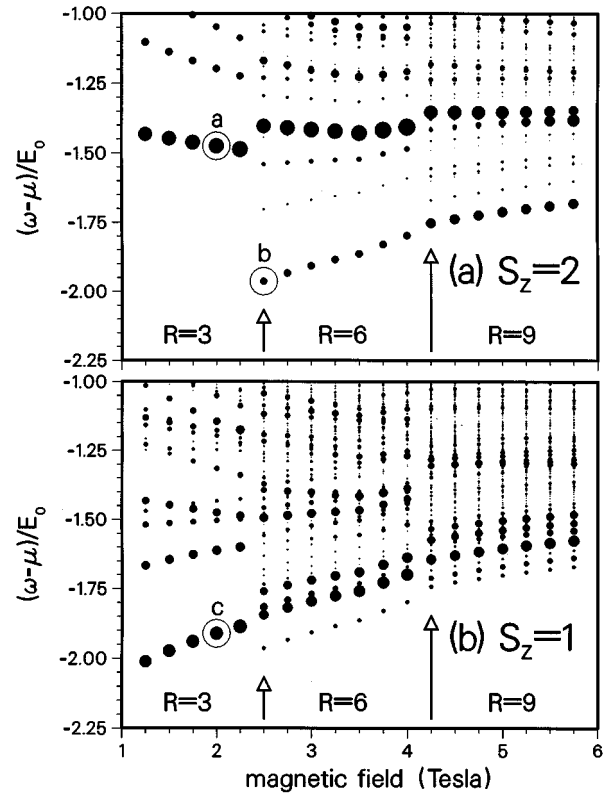 -1.00
-1.25
-1.50
-1.75
-2.00
-2.25
(ω-μ)/E₀
a
b
(a) S_z=2
R=3 R=6 R=9
-1.00
-1.25
-1.50
-1.75
-2.00
-2.25
(ω-μ)/E₀
c
(b) S_z=1
R=3 R=6 R=9
1 2 3 4 5 6
magnetic field (Tesla)